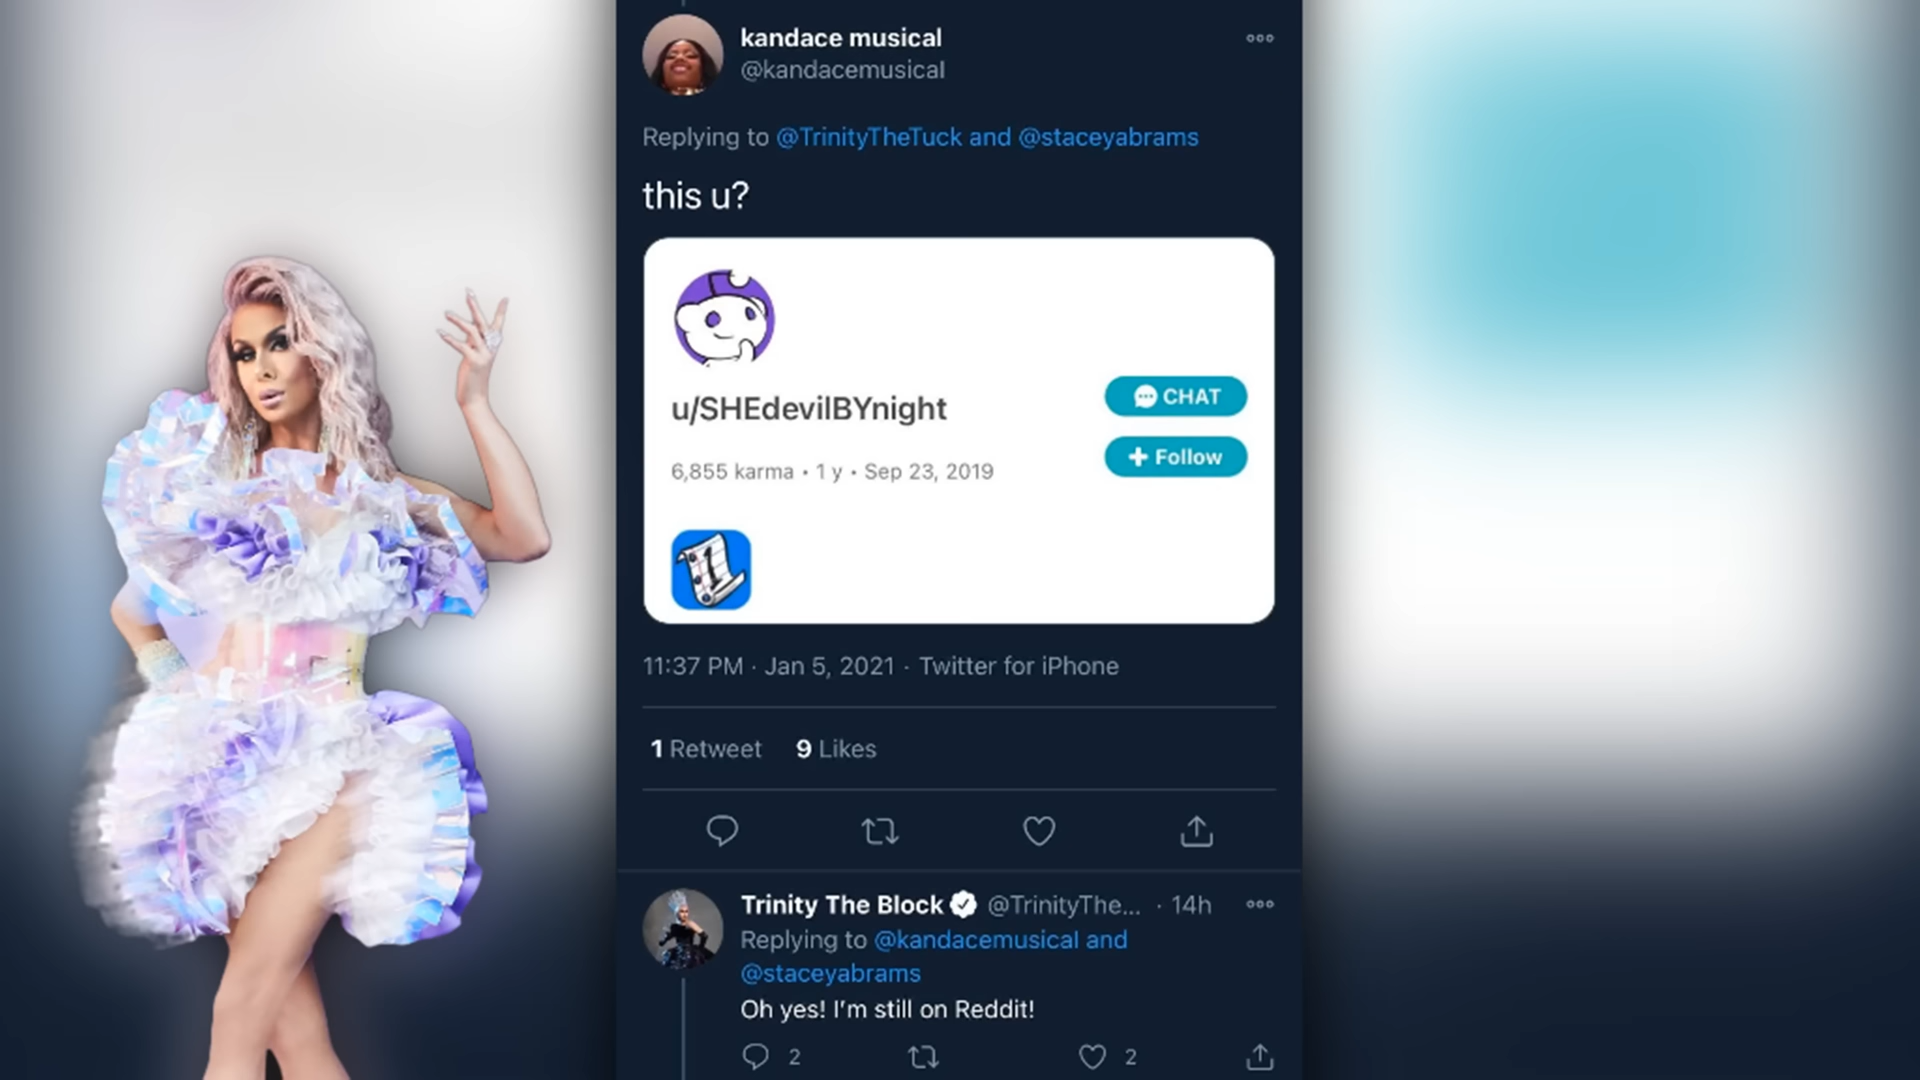 kandace musical
@kandacemusical
Replying to @TrinityTheTuck and @staceyabrams
this u?
u/SHEdevilBYnight
CHAT
Follow
6,855 karma • 1 y • Sep 23, 2019
1
11:37 PM · Jan 5, 2021 · Twitter for iPhone
1 Retweet 9 Likes
Trinity The Block @TrinityThe... · 14h
Replying to @kandacemusical and
@staceyabrams
Oh yes! I'm still on Reddit!
2 2